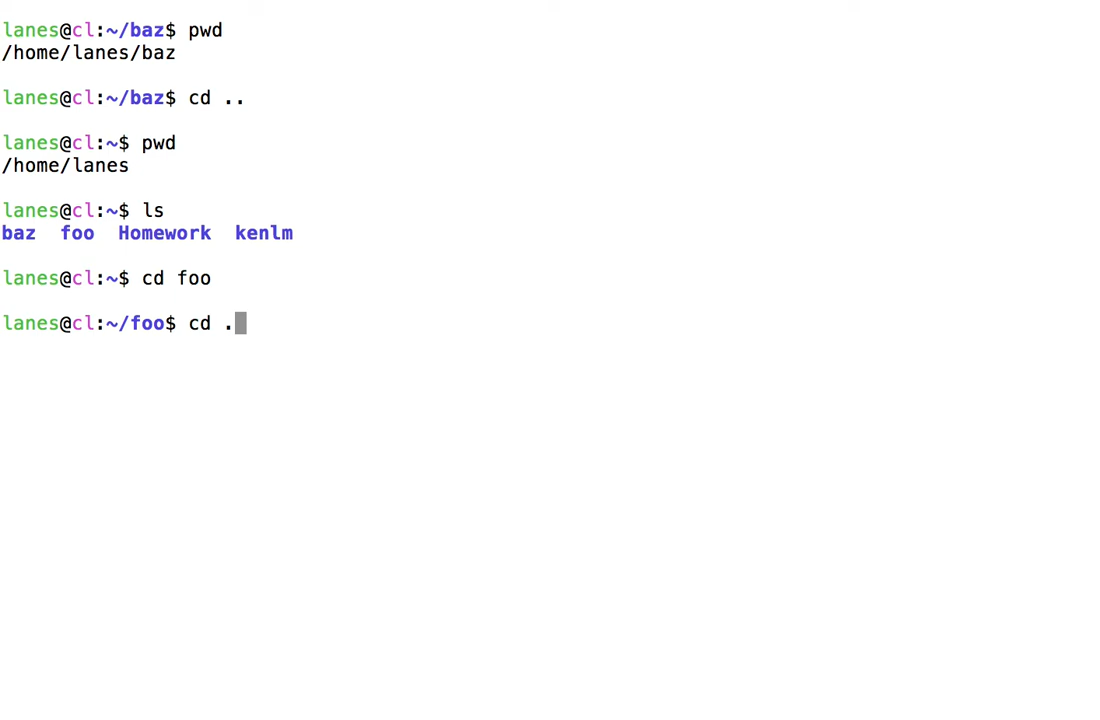 lanes@cl:~/baz$ pwd
/home/lanes/baz
lanes@cl:~/baz$ cd ..
lanes@cl:~$ pwd
/home/lanes
lanes@cl:~$ ls
baz  foo  Homework  kenlm
lanes@cl:~$ cd foo
lanes@cl:~/foo$ cd .